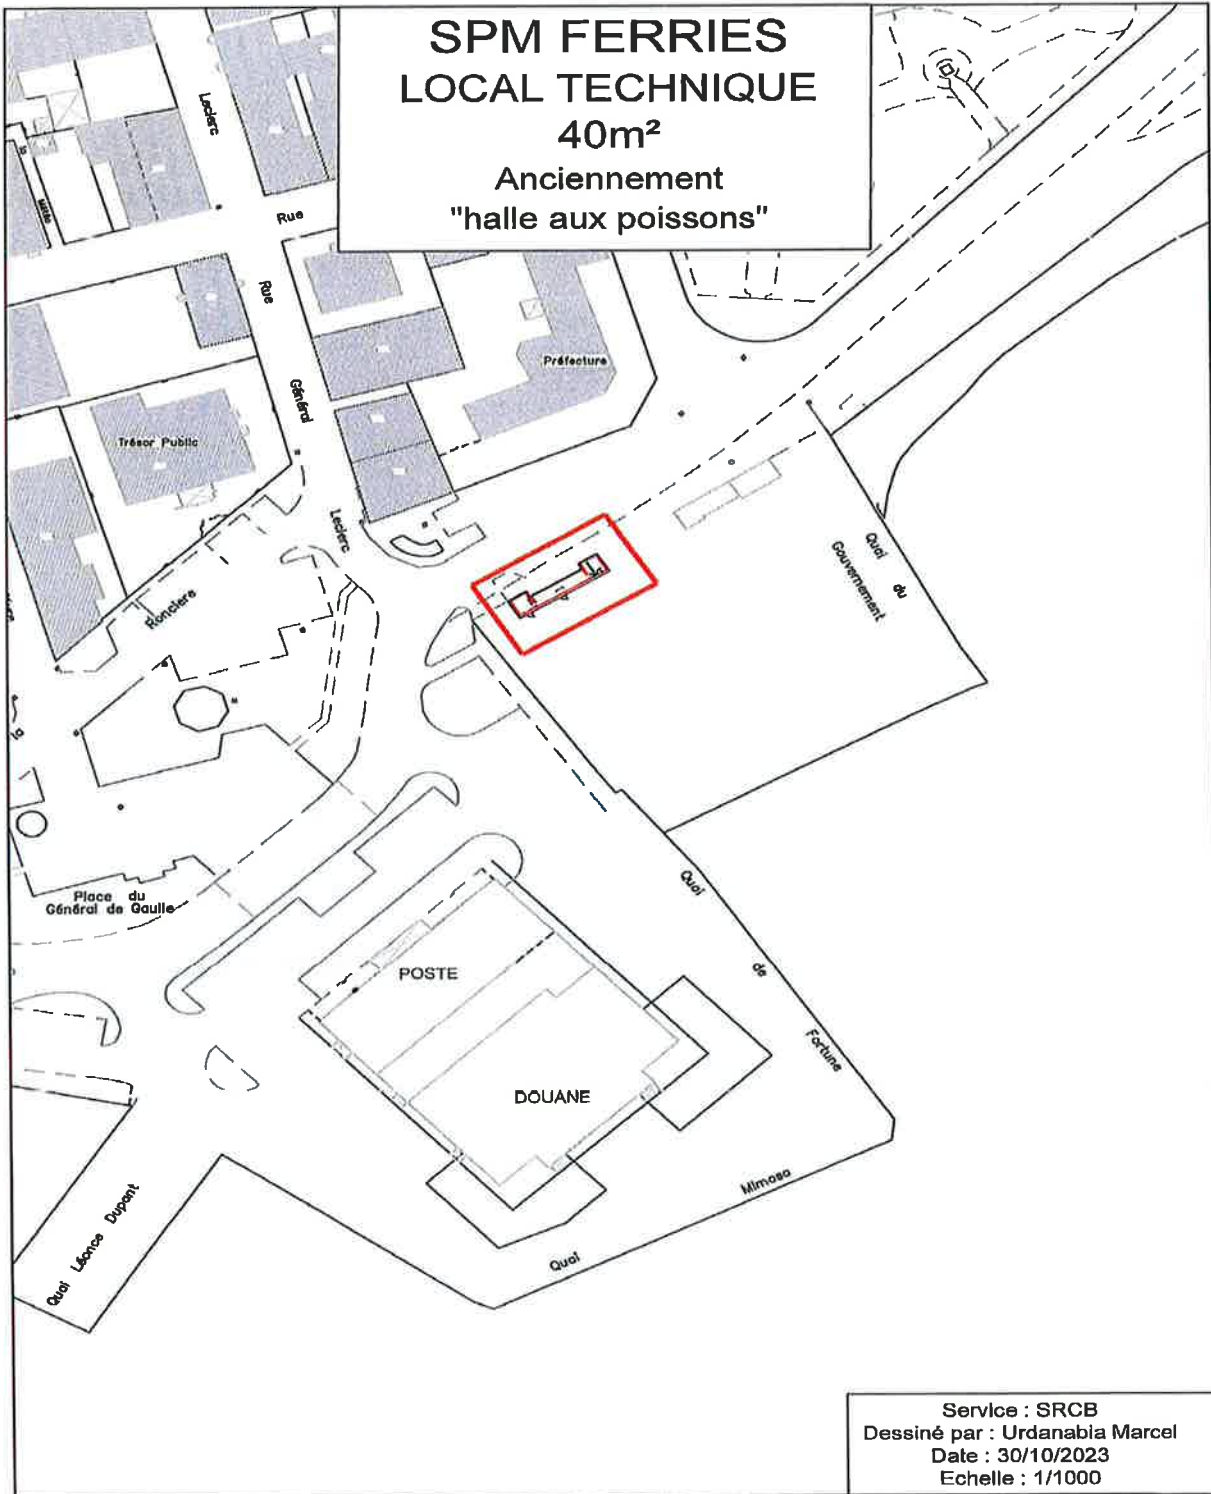 SPM FERRIES
LOCAL TECHNIQUE
40m²
Anciennement
"halle aux poissons"
Leclerc
Rue
Rue
Général
Leclerc
Préfecture
Trésor Public
Ronciere
Quai du
Gouvernement
Place du
Général de Gaulle
POSTE
DOUANE
Quai
de
Fortune
Quai
Mimosa
Quai Léonce Dupont
Service : SRCB
Dessiné par : Urdanabia Marcel
Date : 30/10/2023
Echelle : 1/1000